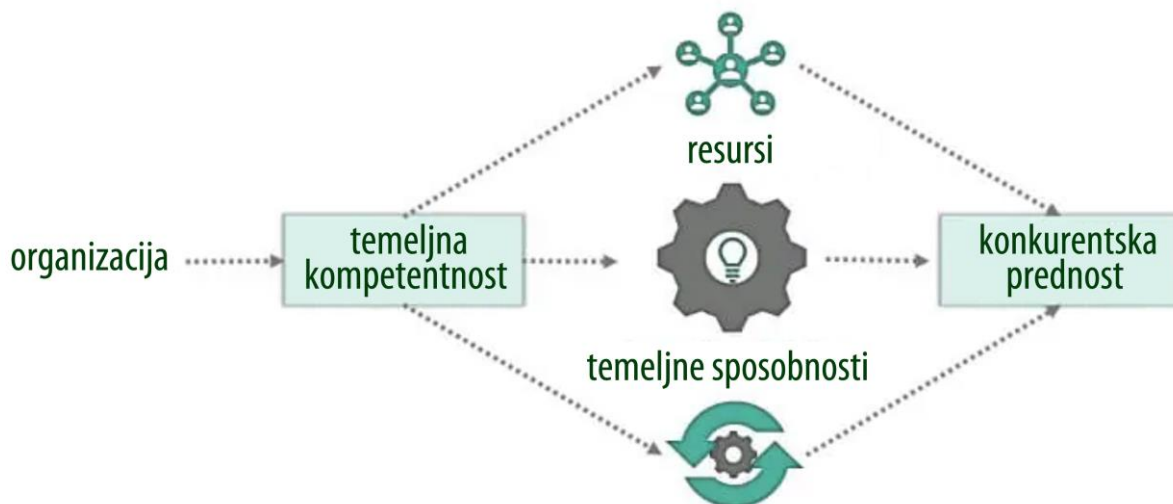 resursi
organizacija
temeljna
kompetentnost
konkurentska
prednost
temeljne sposobnosti